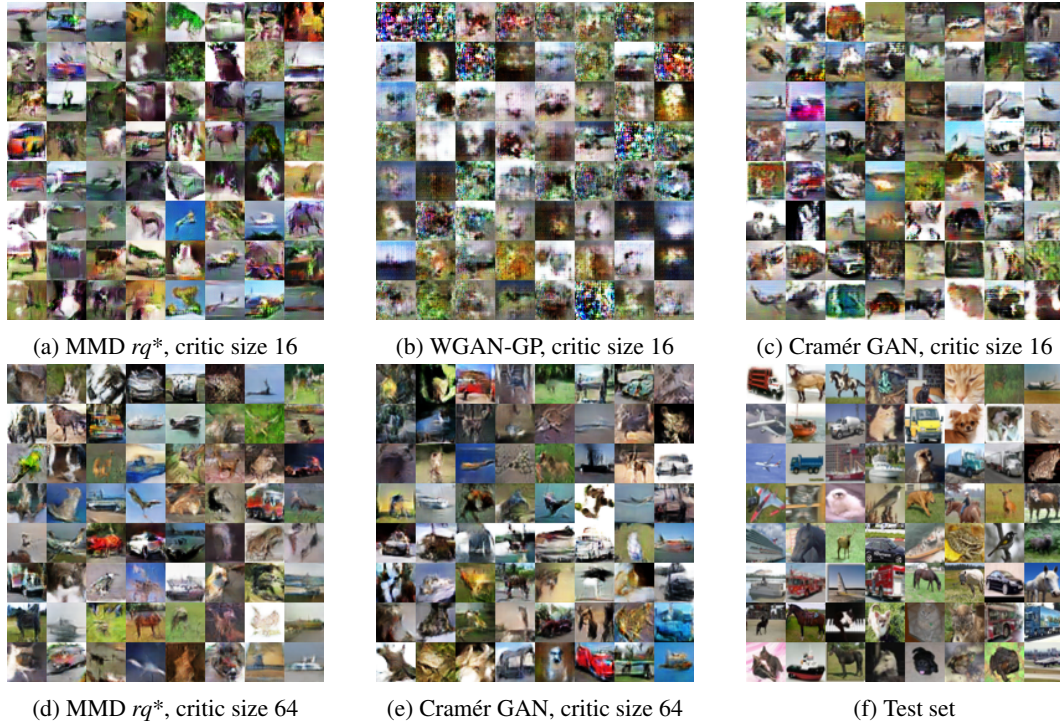 (a) MMD rq*, critic size 16
(b) WGAN-GP, critic size 16
(c) Cramér GAN, critic size 16
(d) MMD rq*, critic size 64
(e) Cramér GAN, critic size 64
(f) Test set